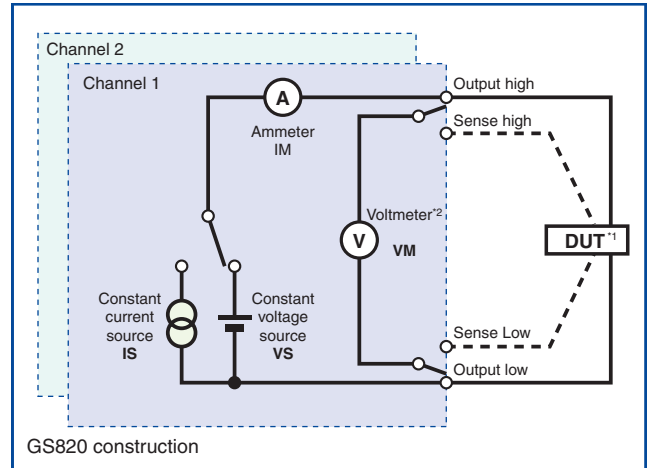 Channel 2
Channel 1
A
Ammeter
IM
Output high
Sense high
Voltmeter*2
V
VM
DUT*1
Constant
current
source
IS
Constant
voltage
source
VS
Sense Low
Output low
GS820 construction